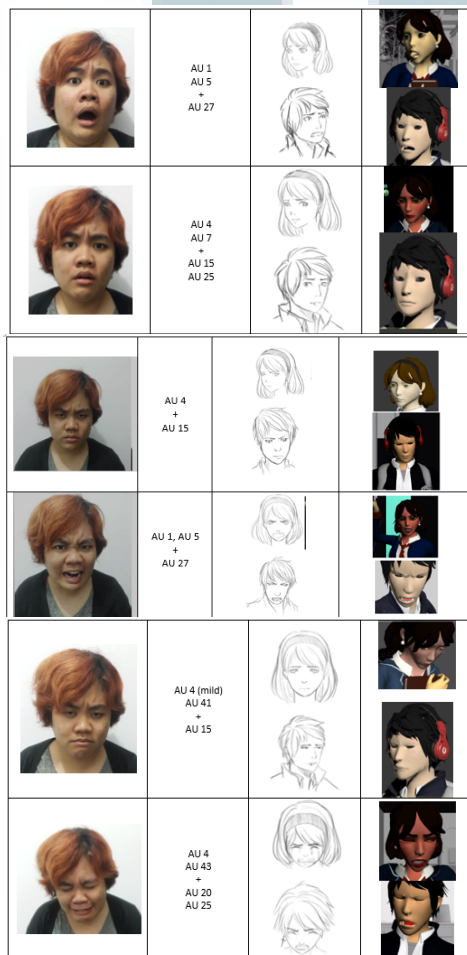 AU 1
AU 5
+
AU 27
AU 4
AU 7
+
AU 15
AU 25
AU 4
+
AU 15
AU 1, AU 5
+
AU 27
AU 4 (mild)
AU 41
+
AU 15
AU 4
AU 43
+
AU 20
AU 25